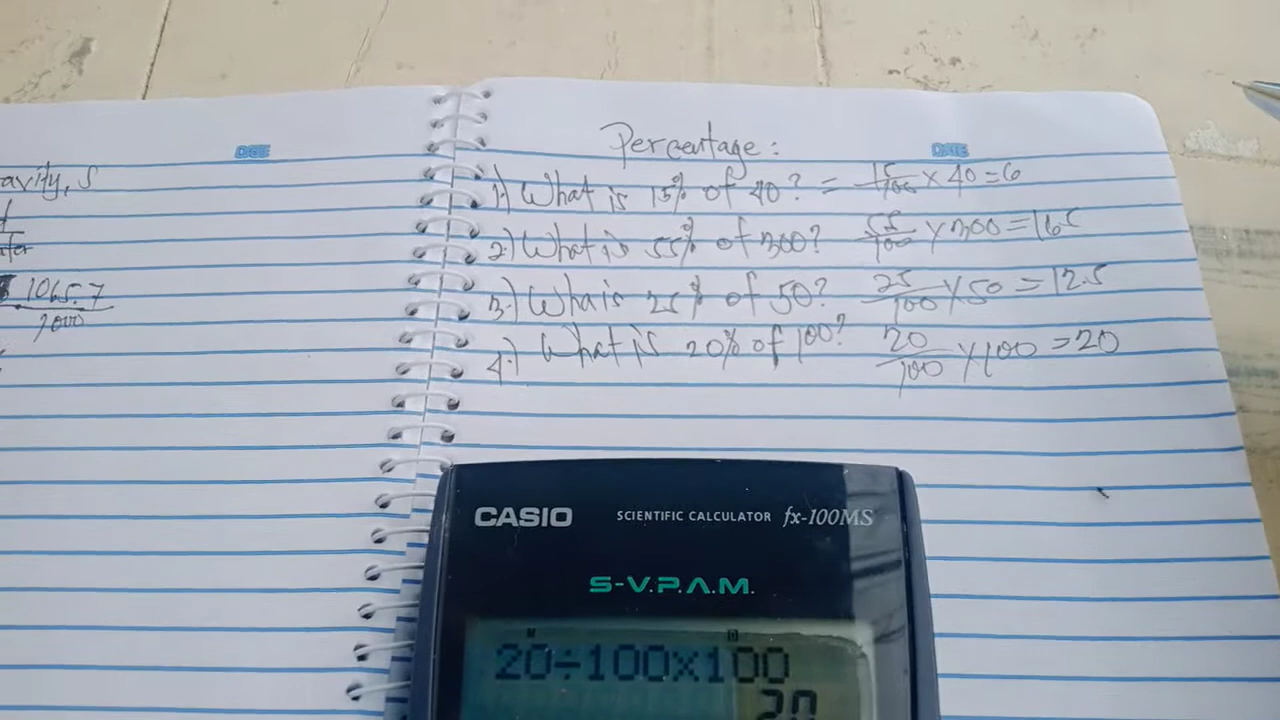 avity, S
DATE
1065.7
1000
Percentage:
DATE
1.) What is 15% of 40? = 15/100 × 40 = 6
2.) What is 55% of 300? 55/100 × 300 = 165
3.) Wha is 25% of 50? 25/100 × 50 = 12.5
4.) What is 20% of 100? 20/100 × 100 = 20
CASIO SCIENTIFIC CALCULATOR fx-100MS
S-V.P.A.M.
M D
20÷100×100
20